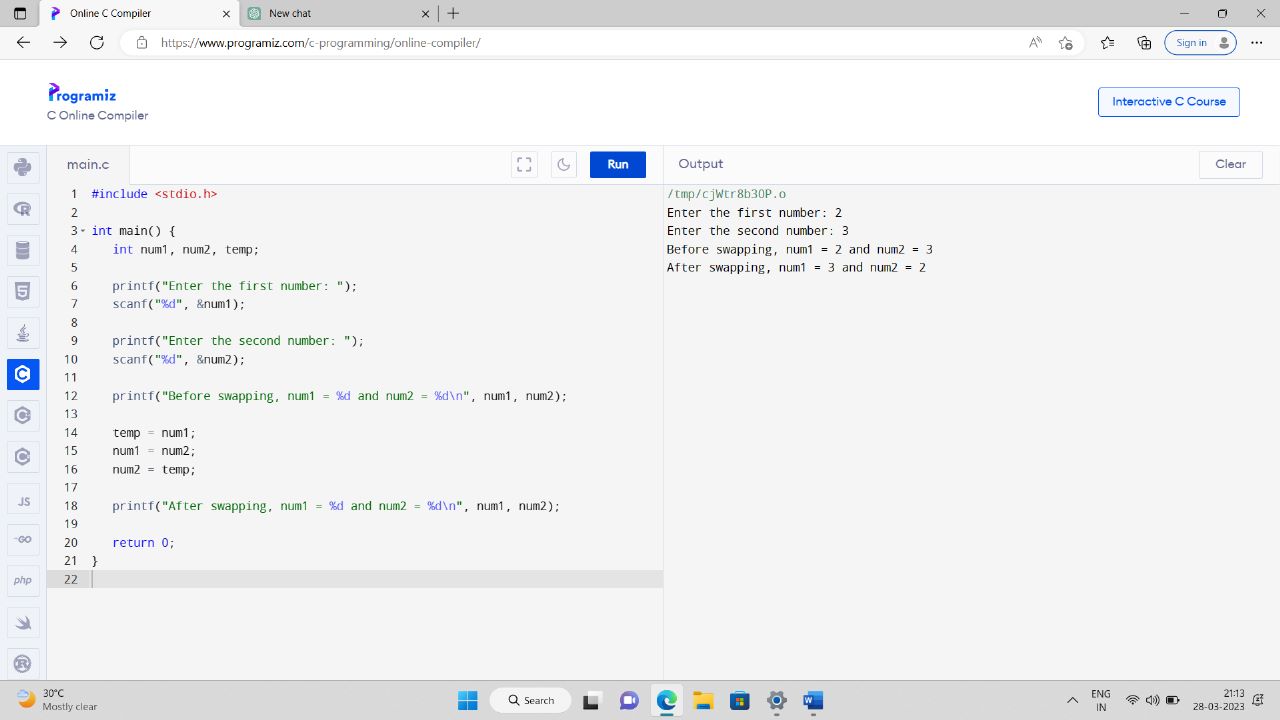 Online C Compiler
New chat
https://www.programiz.com/c-programming/online-compiler/
Sign in
Programiz
C Online Compiler
Interactive C Course
main.c
Run
Output
Clear
1 #include <stdio.h>
2
3 int main() {
4 int num1, num2, temp;
5
6 printf("Enter the first number: ");
7 scanf("%d", &num1);
8
9 printf("Enter the second number: ");
10 scanf("%d", &num2);
11
12 printf("Before swapping, num1 = %d and num2 = %d\n", num1, num2);
13
14 temp = num1;
15 num1 = num2;
16 num2 = temp;
17
18 printf("After swapping, num1 = %d and num2 = %d\n", num1, num2);
19
20 return 0;
21 }
22
/tmp/cjWtr8b3OP.o
Enter the first number: 2
Enter the second number: 3
Before swapping, num1 = 2 and num2 = 3
After swapping, num1 = 3 and num2 = 2
JS
GO
php
30°C
Mostly clear
Search
ENG
IN
21:13
28-03-2023